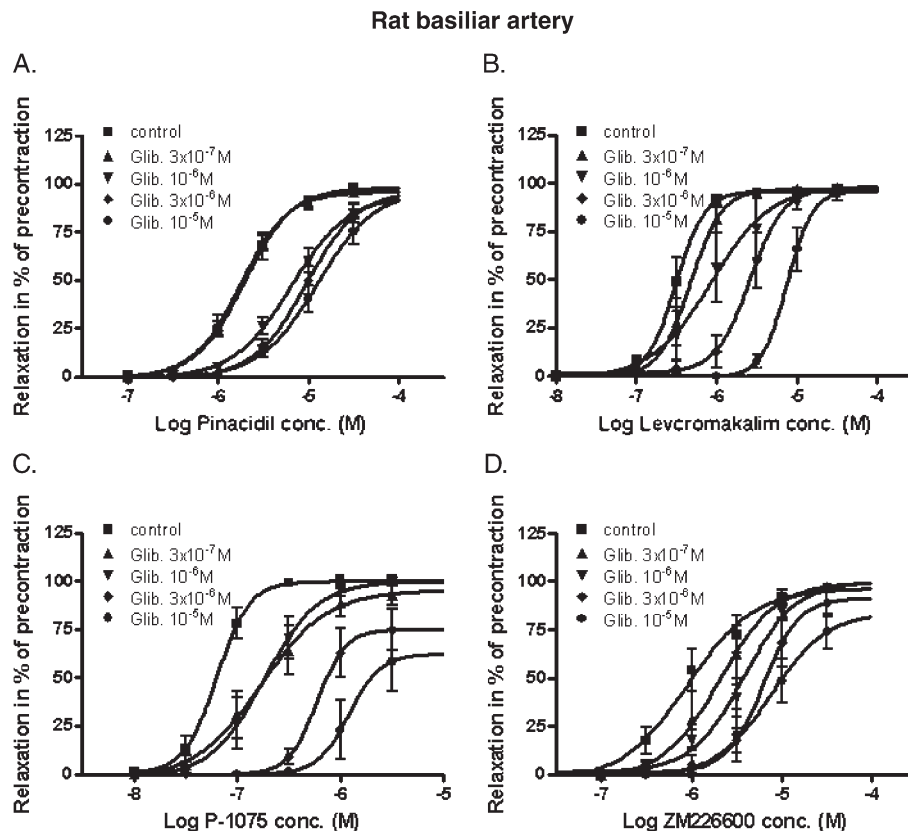 Rat basiliar artery
A.
Relaxation in % of precontraction
125
100
75
50
25
0
control
Glib. 3x10⁻⁷M
Glib. 10⁻⁶M
Glib. 3x10⁻⁶M
Glib. 10⁻⁵M
-7
-6
-5
-4
Log Pinacidil conc. (M)
B.
Relaxation in % of precontraction
125
100
75
50
25
0
control
Glib. 3x10⁻⁷M
Glib. 10⁻⁶M
Glib. 3x10⁻⁶M
Glib. 10⁻⁵M
-8
-7
-6
-5
-4
Log Levcromakalim conc. (M)
C.
Relaxation in % of precontraction
125
100
75
50
25
0
control
Glib. 3x10⁻⁷M
Glib. 10⁻⁶M
Glib. 3x10⁻⁶M
Glib. 10⁻⁵M
-8
-7
-6
-5
Log P-1075 conc. (M)
D.
Relaxation in % of precontraction
125
100
75
50
25
0
control
Glib. 3x10⁻⁷M
Glib. 10⁻⁶M
Glib. 3x10⁻⁶M
Glib. 10⁻⁵M
-7
-6
-5
-4
Log ZM226600 conc. (M)